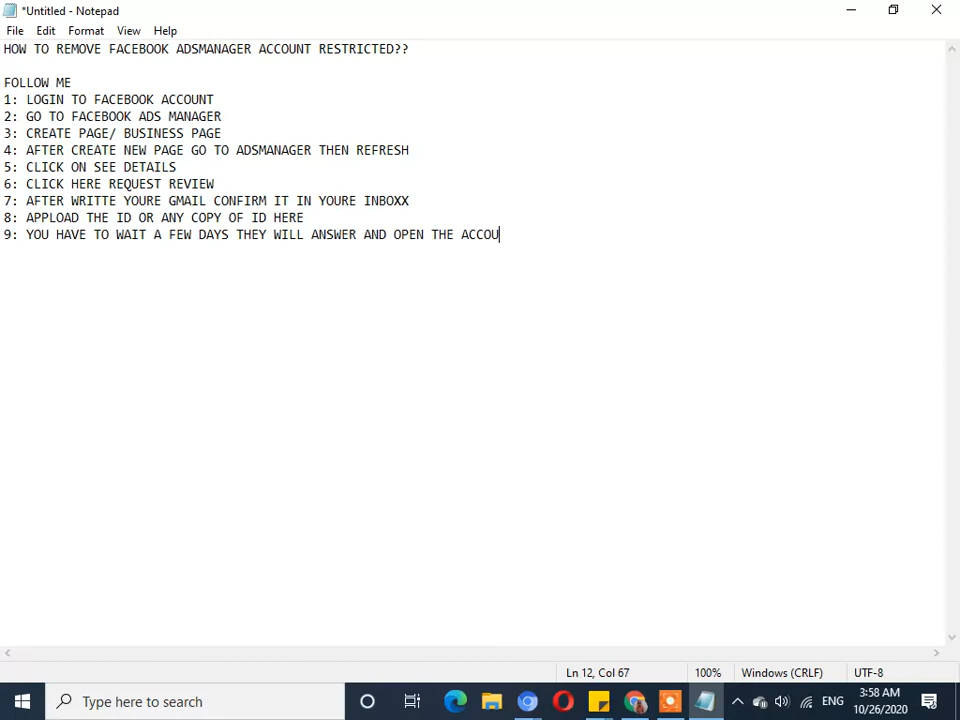 *Untitled - Notepad
File Edit Format View Help
HOW TO REMOVE FACEBOOK ADSMANAGER ACCOUNT RESTRICTED??
FOLLOW ME
1: LOGIN TO FACEBOOK ACCOUNT
2: GO TO FACEBOOK ADS MANAGER
3: CREATE PAGE/ BUSINESS PAGE
4: AFTER CREATE NEW PAGE GO TO ADSMANAGER THEN REFRESH
5: CLICK ON SEE DETAILS
6: CLICK HERE REQUEST REVIEW
7: AFTER WRITTE YOURE GMAIL CONFIRM IT IN YOURE INBOXX
8: APPLOAD THE ID OR ANY COPY OF ID HERE
9: YOU HAVE TO WAIT A FEW DAYS THEY WILL ANSWER AND OPEN THE ACCOU
Ln 12, Col 67 100% Windows (CRLF) UTF-8
Type here to search
ENG
3:58 AM
10/26/2020